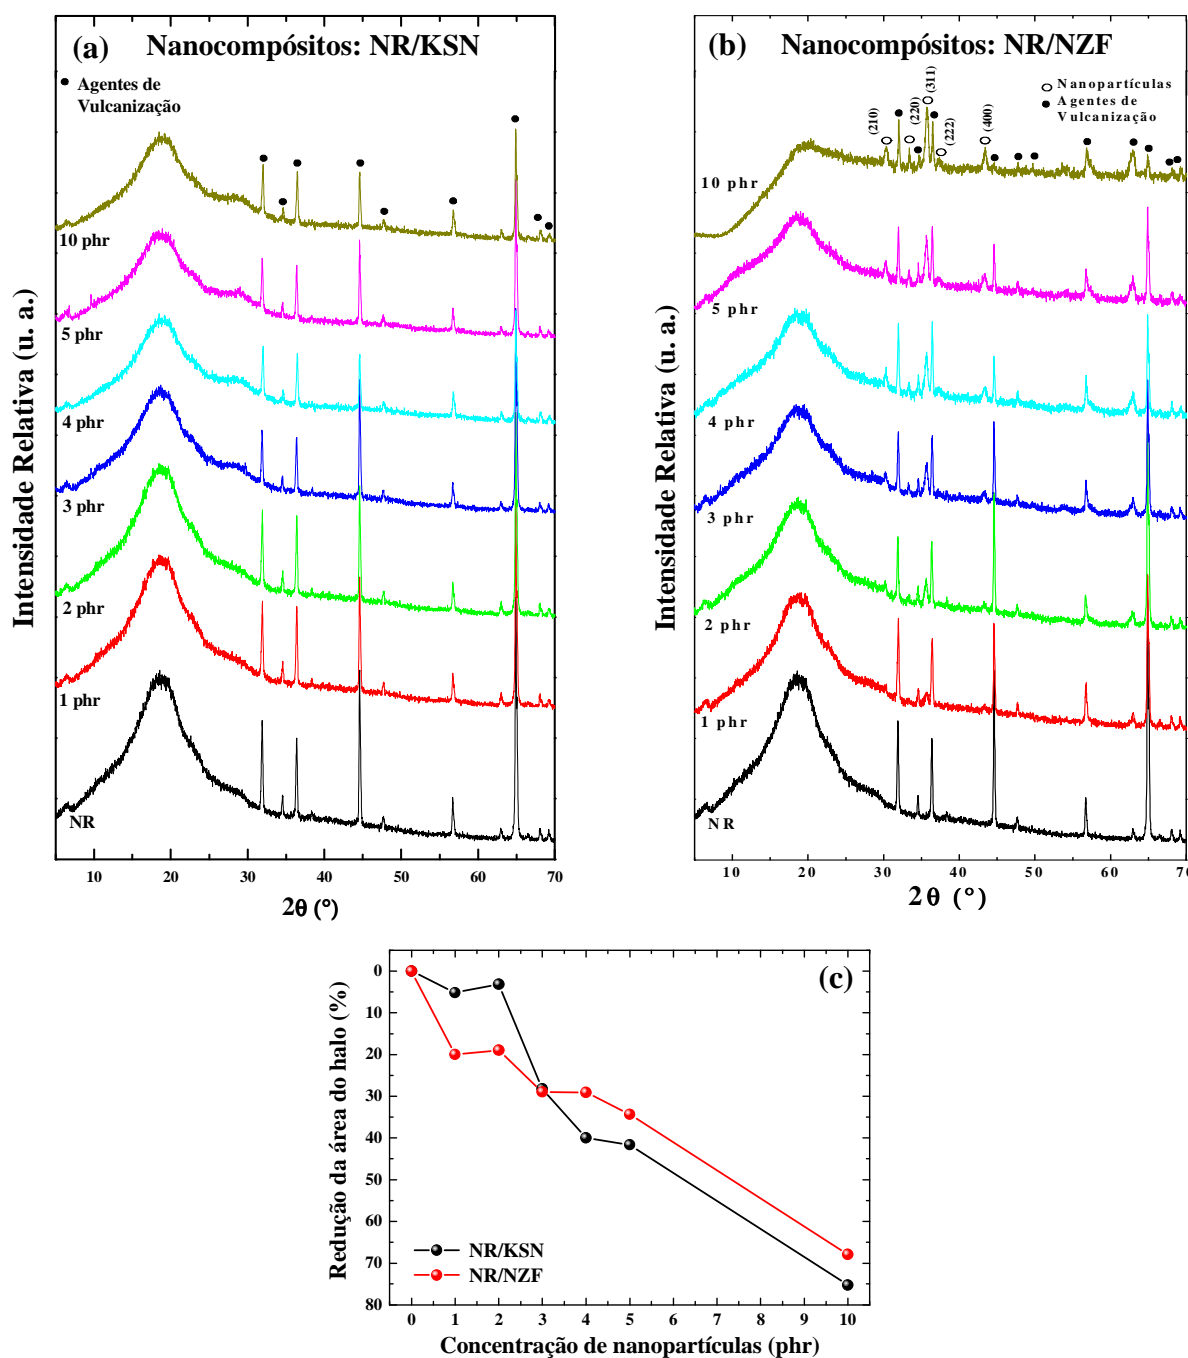 (a) Nanocompósitos: NR/KSN
Agentes de
Vulcanização
10 phr
5 phr
4 phr
3 phr
2 phr
1 phr
NR
Intensidade Relativa (u. a.)
10 20 30 40 50 60 70
2θ (°)
(b) Nanocompósitos: NR/NZF
Nanopartículas
Agentes de
Vulcanização
(210) (220) (311) (222) (400)
10 phr
5 phr
4 phr
3 phr
2 phr
1 phr
NR
Intensidade Relativa (u. a.)
10 20 30 40 50 60 70
2θ (°)
(c)
0
10
20
30
40
50
60
70
80
Redução da área do halo (%)
NR/KSN
NR/NZF
0 1 2 3 4 5 6 7 8 9 10
Concentração de nanopartículas (phr)